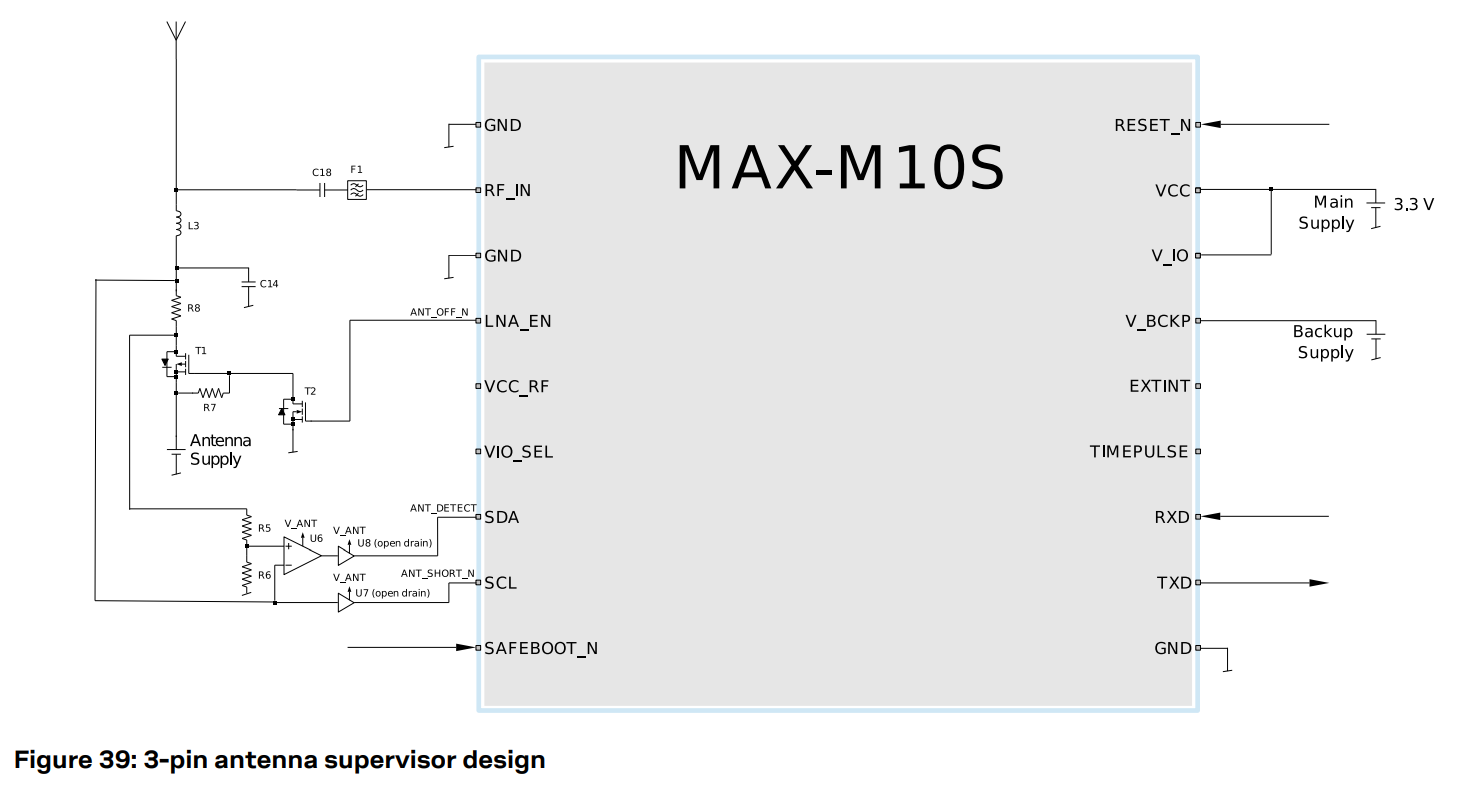 MAX-M10S
GND
RESET_N
C18
F1
RF_IN
VCC
Main
Supply
3.3 V
L3
GND
V_IO
C14
R8
ANT_OFF_N
LNA_EN
V_BCKP
Backup
Supply
T1
VCC_RF
EXTINT
R7
T2
Antenna
Supply
VIO_SEL
TIMEPULSE
ANT_DETECT
SDA
RXD
R5
V_ANT
U6
V_ANT
U8 (open drain)
R6
V_ANT
U7 (open drain)
ANT_SHORT_N
SCL
TXD
SAFEBOOT_N
GND
Figure 39: 3-pin antenna supervisor design